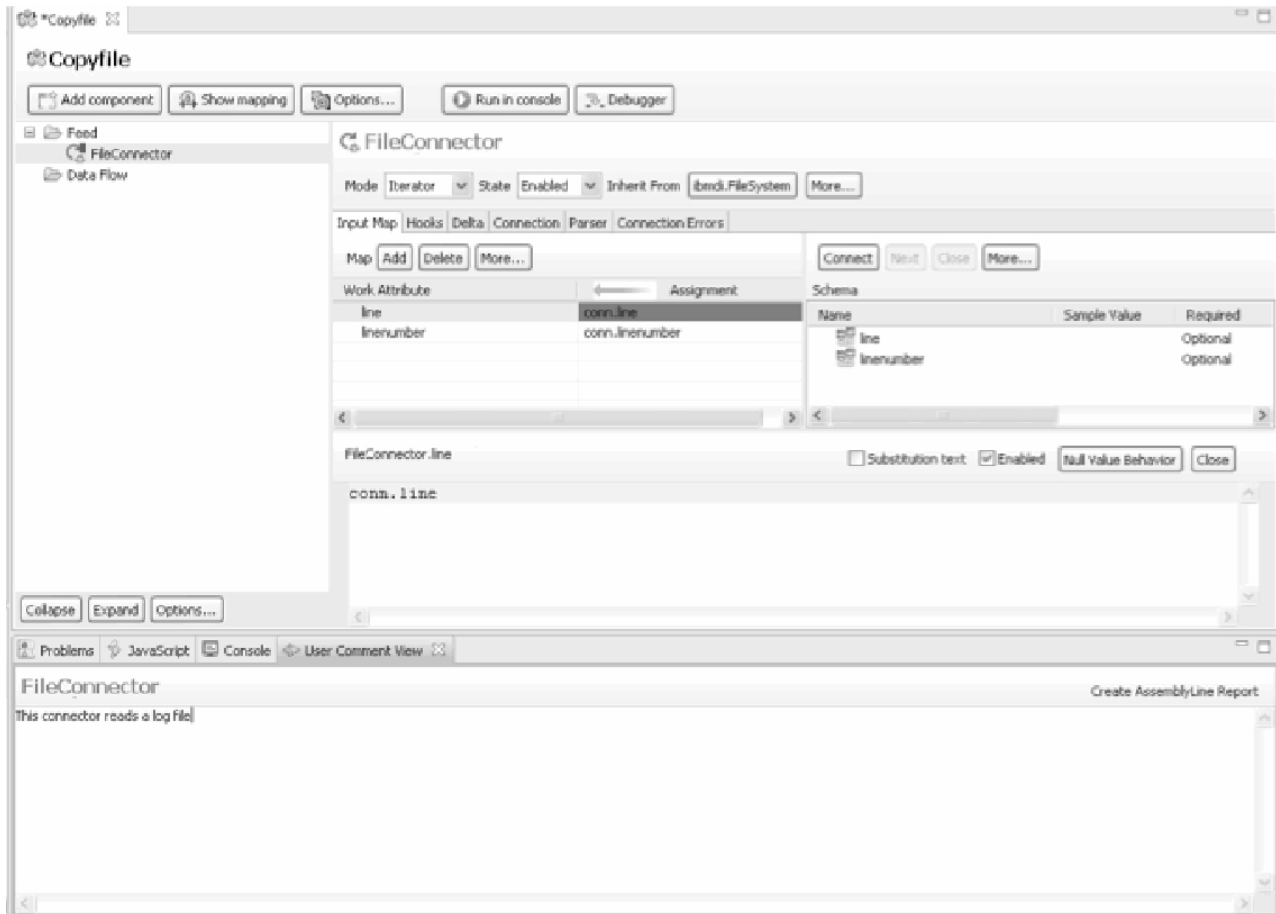 *Copyfile
Copyfile
Add component Show mapping Options... Run in console Debugger
Feed
FileConnector
Data Flow
FileConnector
Mode Iterator State Enabled Inherit From ibmdi.FileSystem More...
Input Map Hooks Delta Connection Parser Connection Errors
Map Add Delete More...
Connect Next Close More...
Work Attribute Assignment
line conn.line
linenumber conn.linenumber
Schema
Name Sample Value Required
line Optional
linenumber Optional
FileConnector.line Substitution text Enabled Null Value Behavior Close
conn.line
Collapse Expand Options...
Problems JavaScript Console User Comment View
FileConnector Create AssemblyLine Report
This connector reads a log file